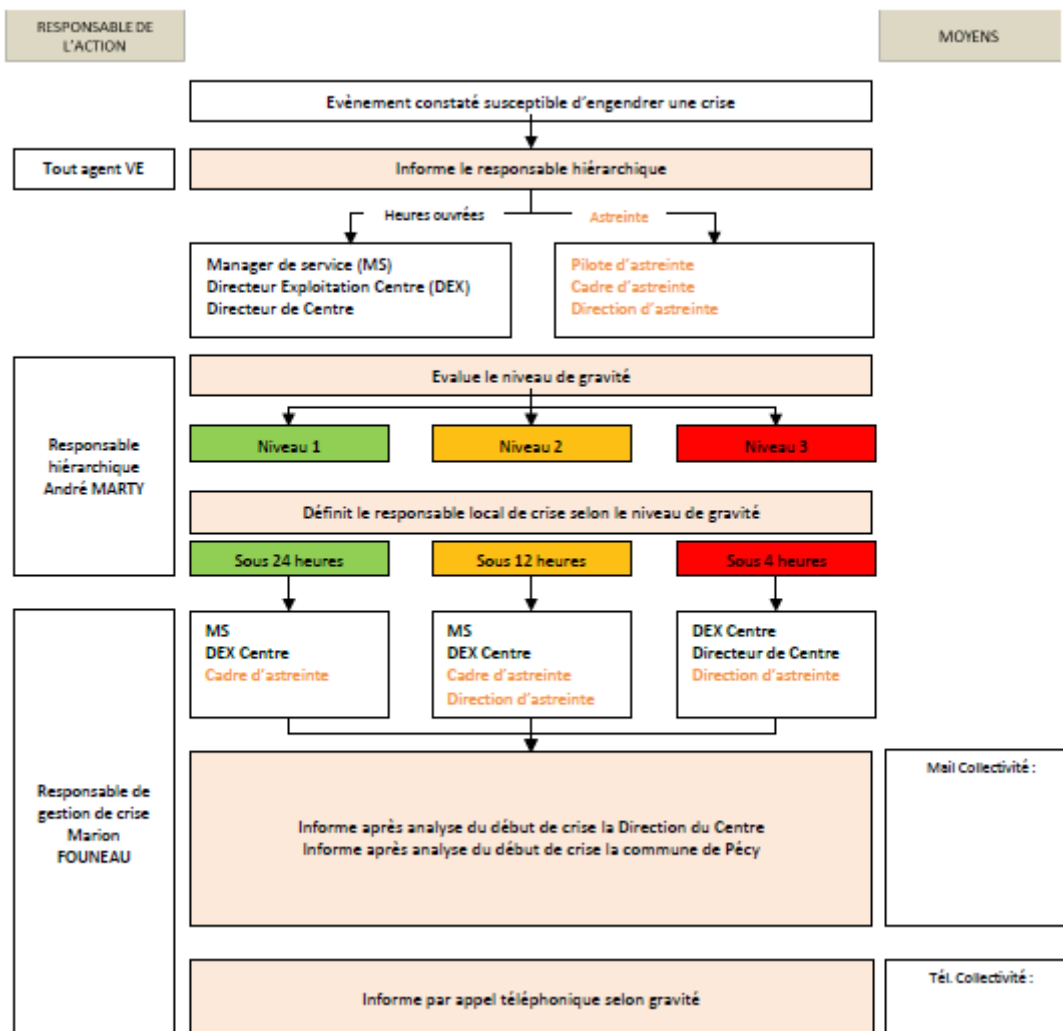 RESPONSABLE DE
L'ACTION
MOYENS
Evènement constaté susceptible d'engendrer une crise
Tout agent VE
Informe le responsable hiérarchique
Heures ouvrées
Astreinte
Manager de service (MS)
Directeur Exploitation Centre (DEX)
Directeur de Centre
Pilote d'astreinte
Cadre d'astreinte
Direction d'astreinte
Evalue le niveau de gravité
Responsable
hiérarchique
André MARTY
Niveau 1
Niveau 2
Niveau 3
Définit le responsable local de crise selon le niveau de gravité
Sous 24 heures
Sous 12 heures
Sous 4 heures
MS
DEX Centre
Cadre d'astreinte
MS
DEX Centre
Cadre d'astreinte
Direction d'astreinte
DEX Centre
Directeur de Centre
Direction d'astreinte
Responsable de
gestion de crise
Marion
FOUNEAU
Informe après analyse du début de crise la Direction du Centre
Informe après analyse du début de crise la commune de Pécy
Mail Collectivité :
Informe par appel téléphonique selon gravité
Tél. Collectivité :